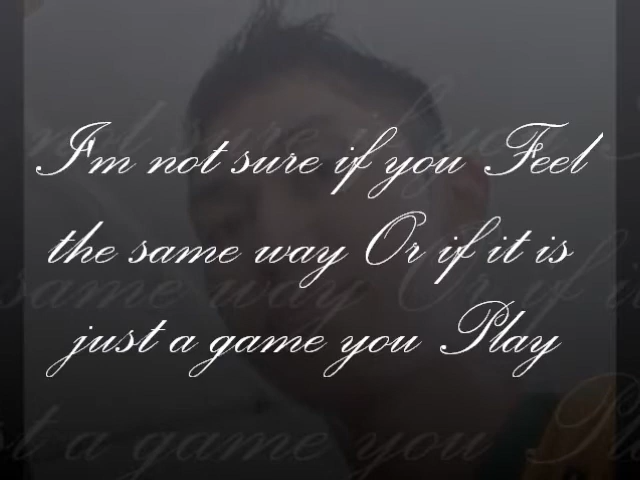 I'm not sure if you Feel
the same way Or if it is
just a game you Play